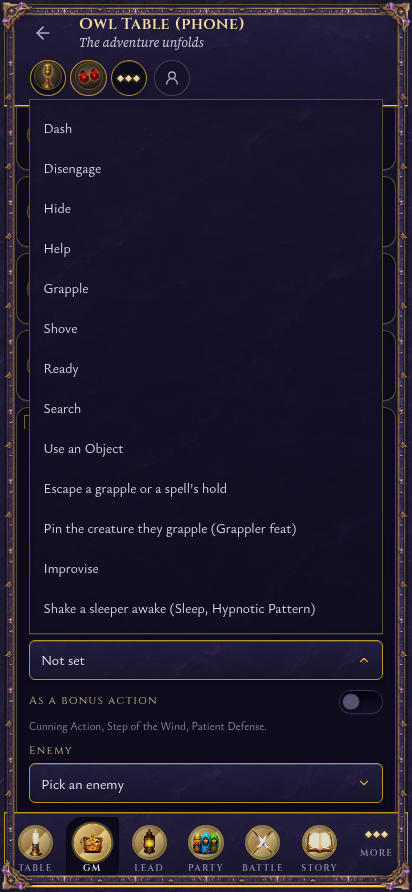 Owl Table (phone)
The adventure unfolds
Dash
Disengage
Hide
Help
Grapple
Shove
Ready
Search
Use an Object
Escape a grapple or a spell's hold
Pin the creature they grapple (Grappler feat)
Improvise
Shake a sleeper awake (Sleep, Hypnotic Pattern)
Not set
As a bonus action
Cunning Action, Step of the Wind, Patient Defense.
Enemy
Pick an enemy
TABLE
GM
LEAD
PARTY
BATTLE
STORY
MORE